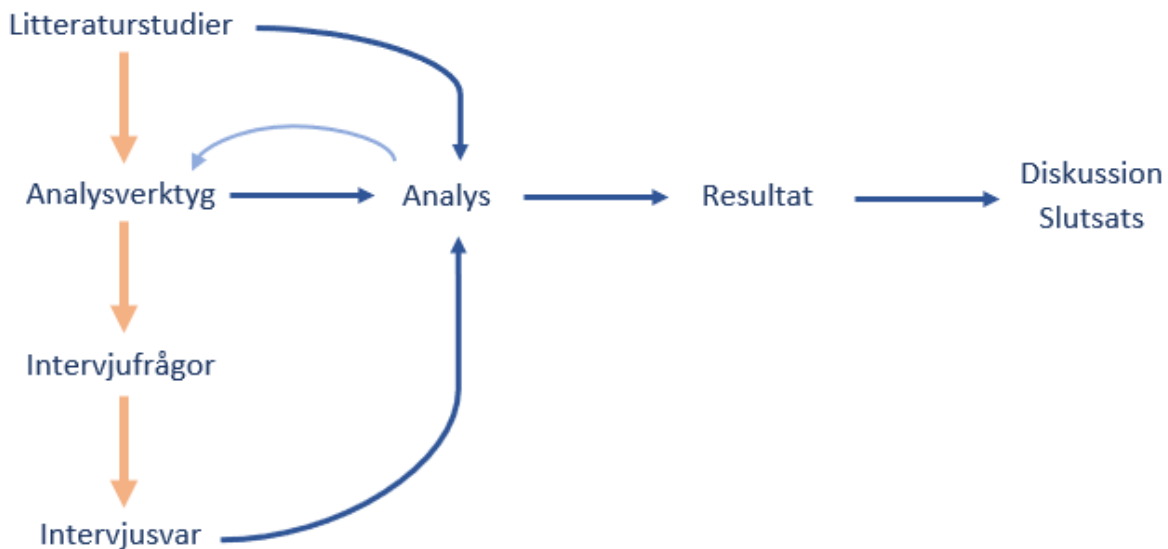 Litteraturstudier
Analysverktyg
Analys
Resultat
Diskussion
Slutsats
Intervjufrågor
Intervjusvar